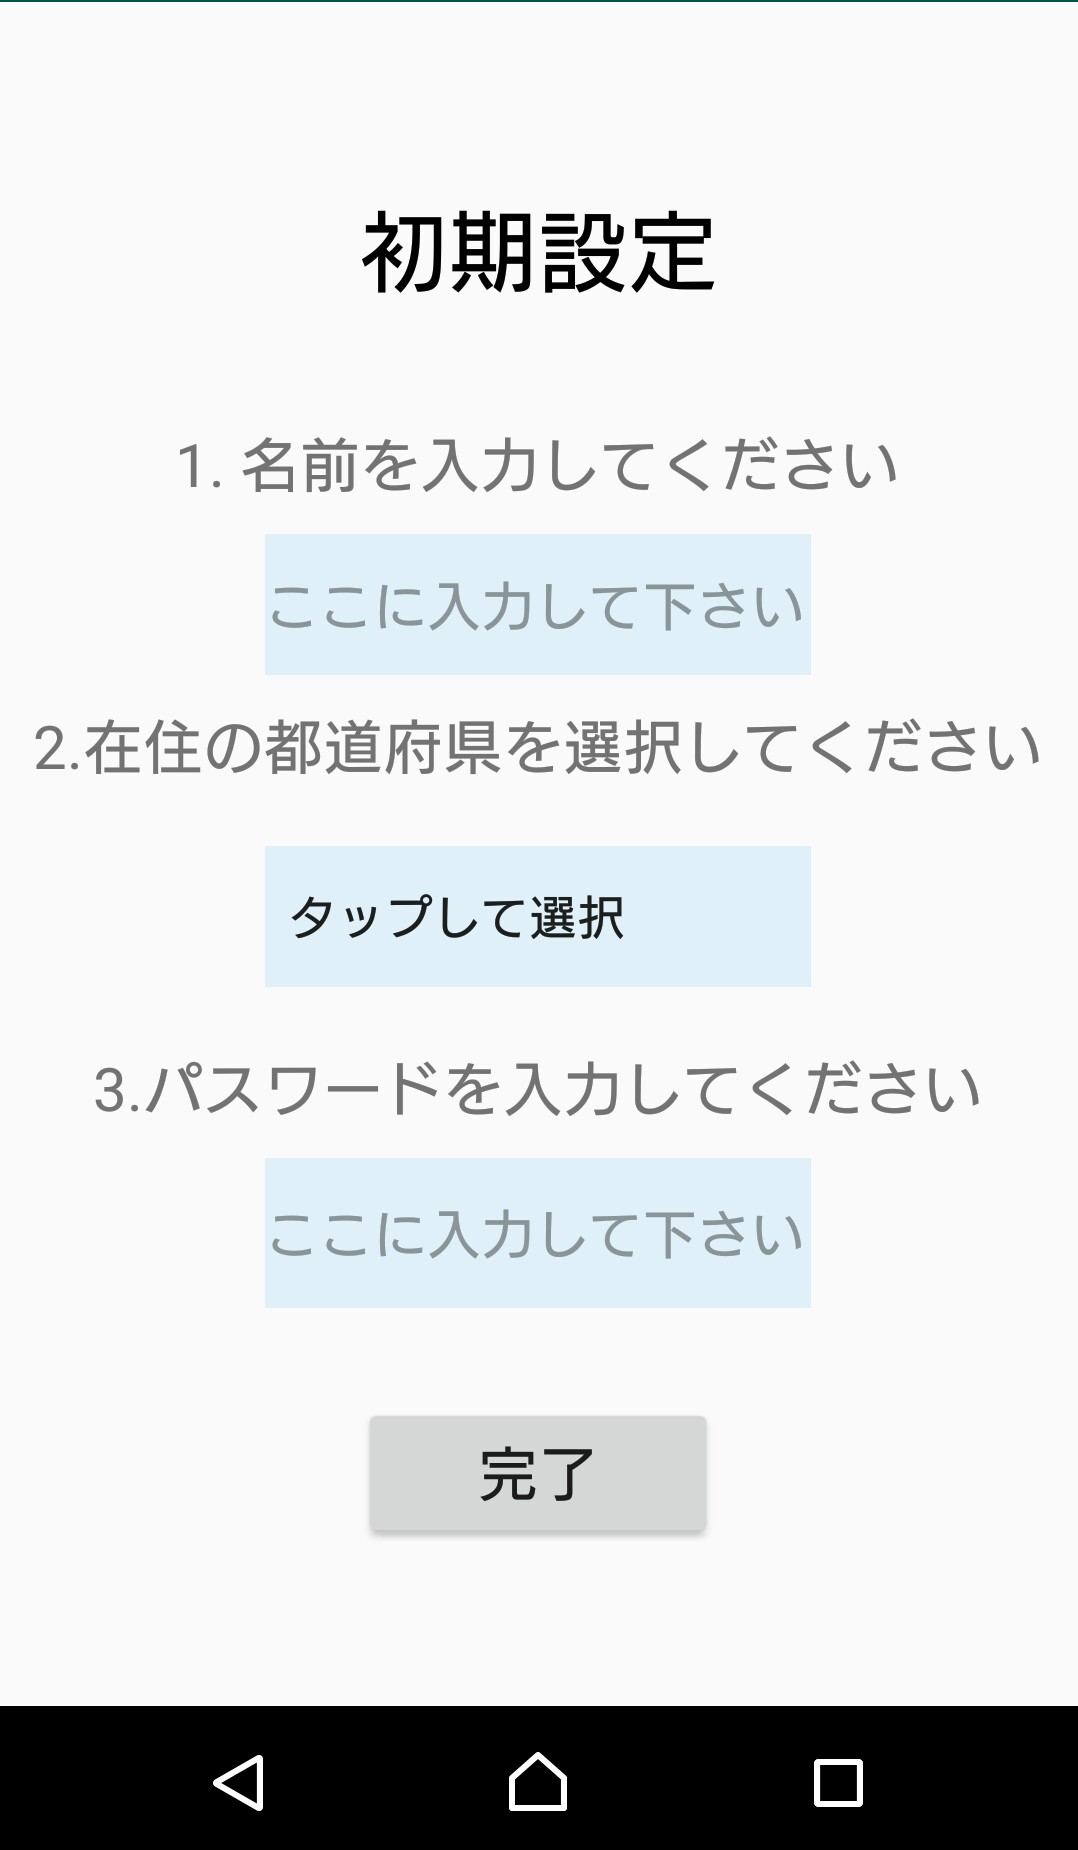 初期設定
1. 名前を入力してください
ここに入力して下さい
2.在住の都道府県を選択してください
タップして選択
3.パスワードを入力してください
ここに入力して下さい
完了